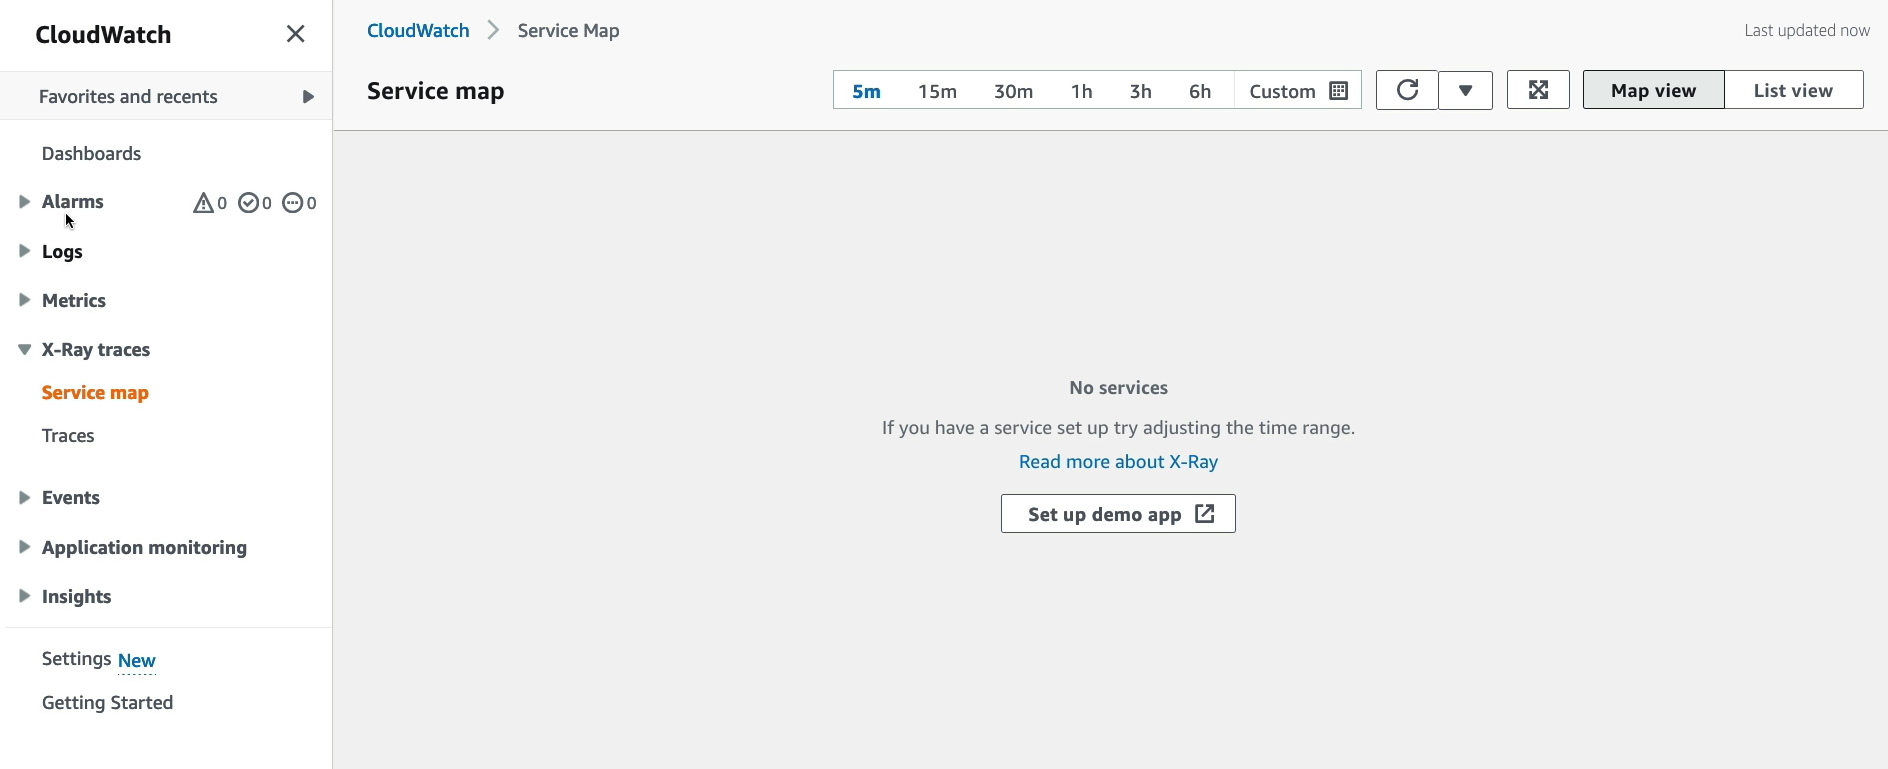 CloudWatch
Favorites and recents
Dashboards
Alarms 0 0 0
Logs
Metrics
X-Ray traces
Service map
Traces
Events
Application monitoring
Insights
Settings New
Getting Started
CloudWatch Service Map
Last updated now
Service map
5m 15m 30m 1h 3h 6h Custom
Map view List view
No services
If you have a service set up try adjusting the time range.
Read more about X-Ray
Set up demo app